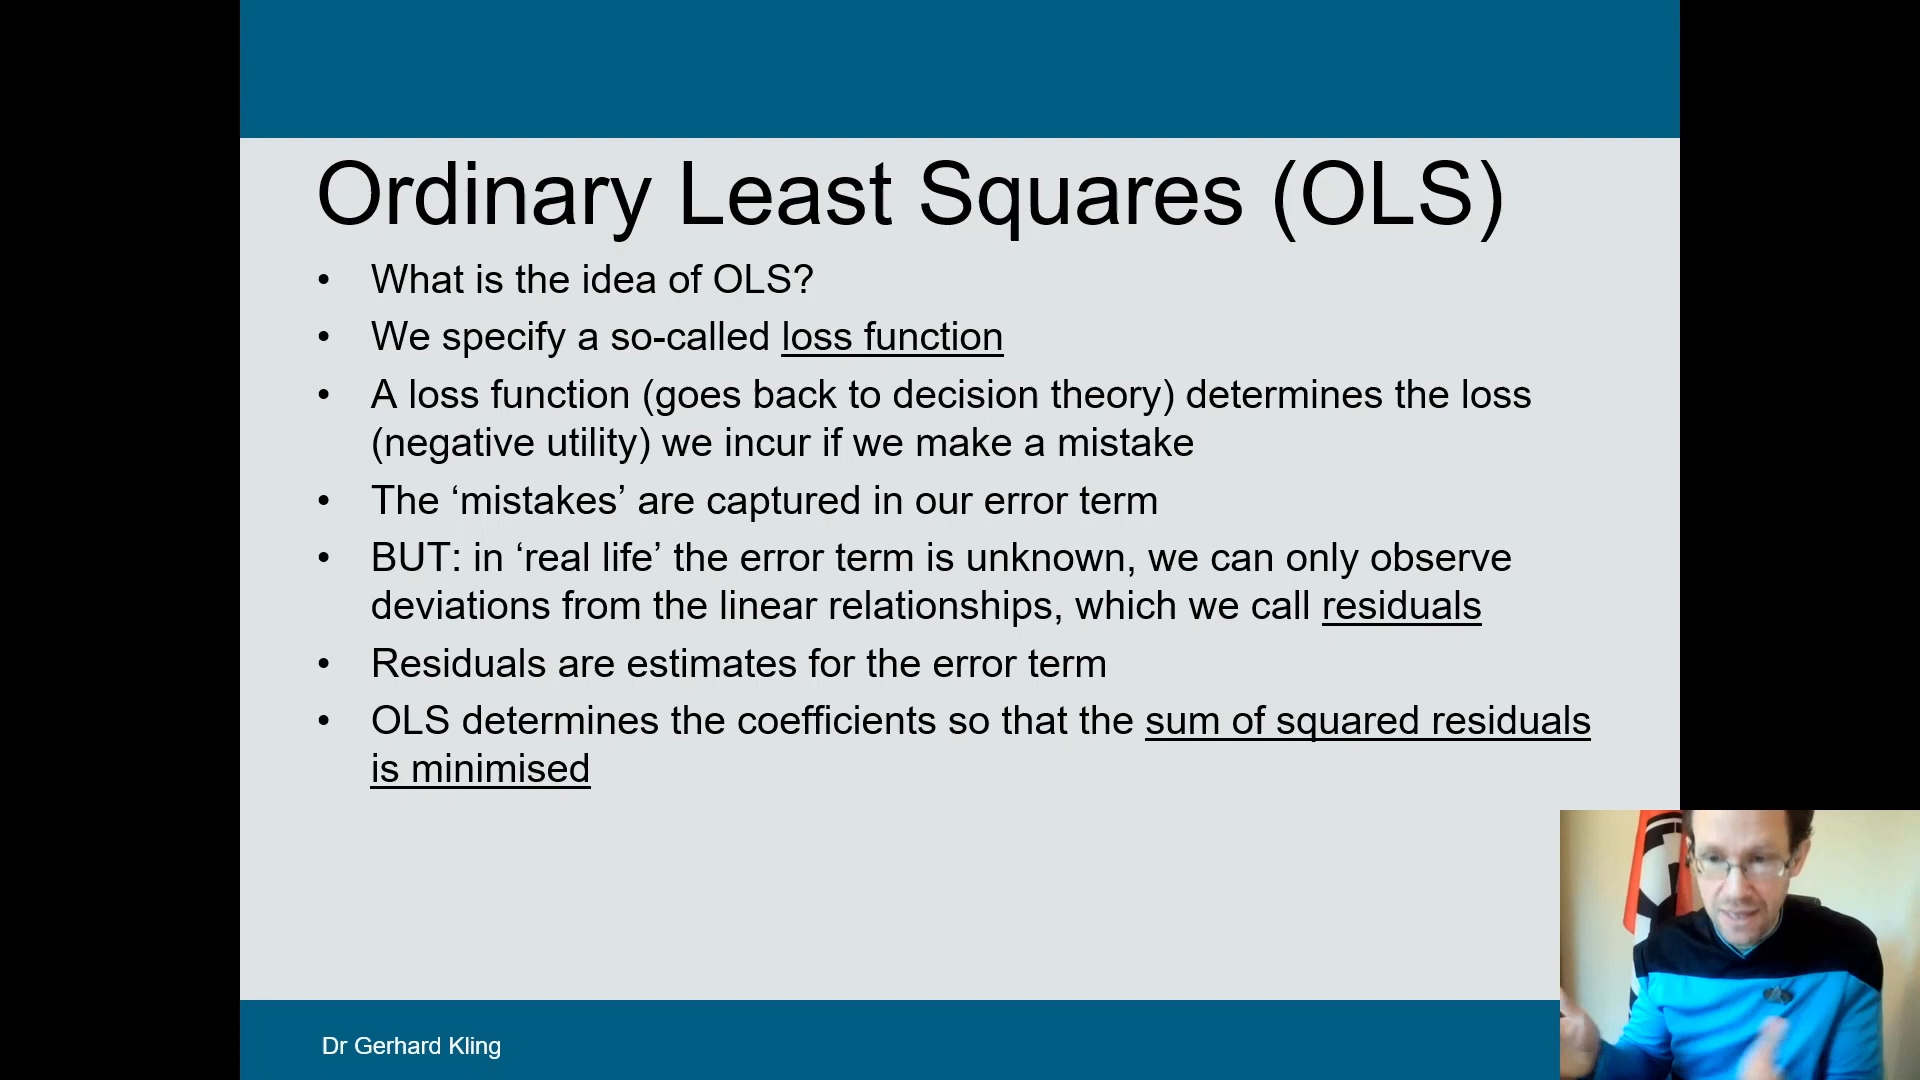 Ordinary Least Squares (OLS)
• What is the idea of OLS?
• We specify a so-called loss function
• A loss function (goes back to decision theory) determines the loss
(negative utility) we incur if we make a mistake
• The ‘mistakes’ are captured in our error term
• BUT: in ‘real life’ the error term is unknown, we can only observe
deviations from the linear relationships, which we call residuals
• Residuals are estimates for the error term
• OLS determines the coefficients so that the sum of squared residuals
is minimised
Dr Gerhard Kling